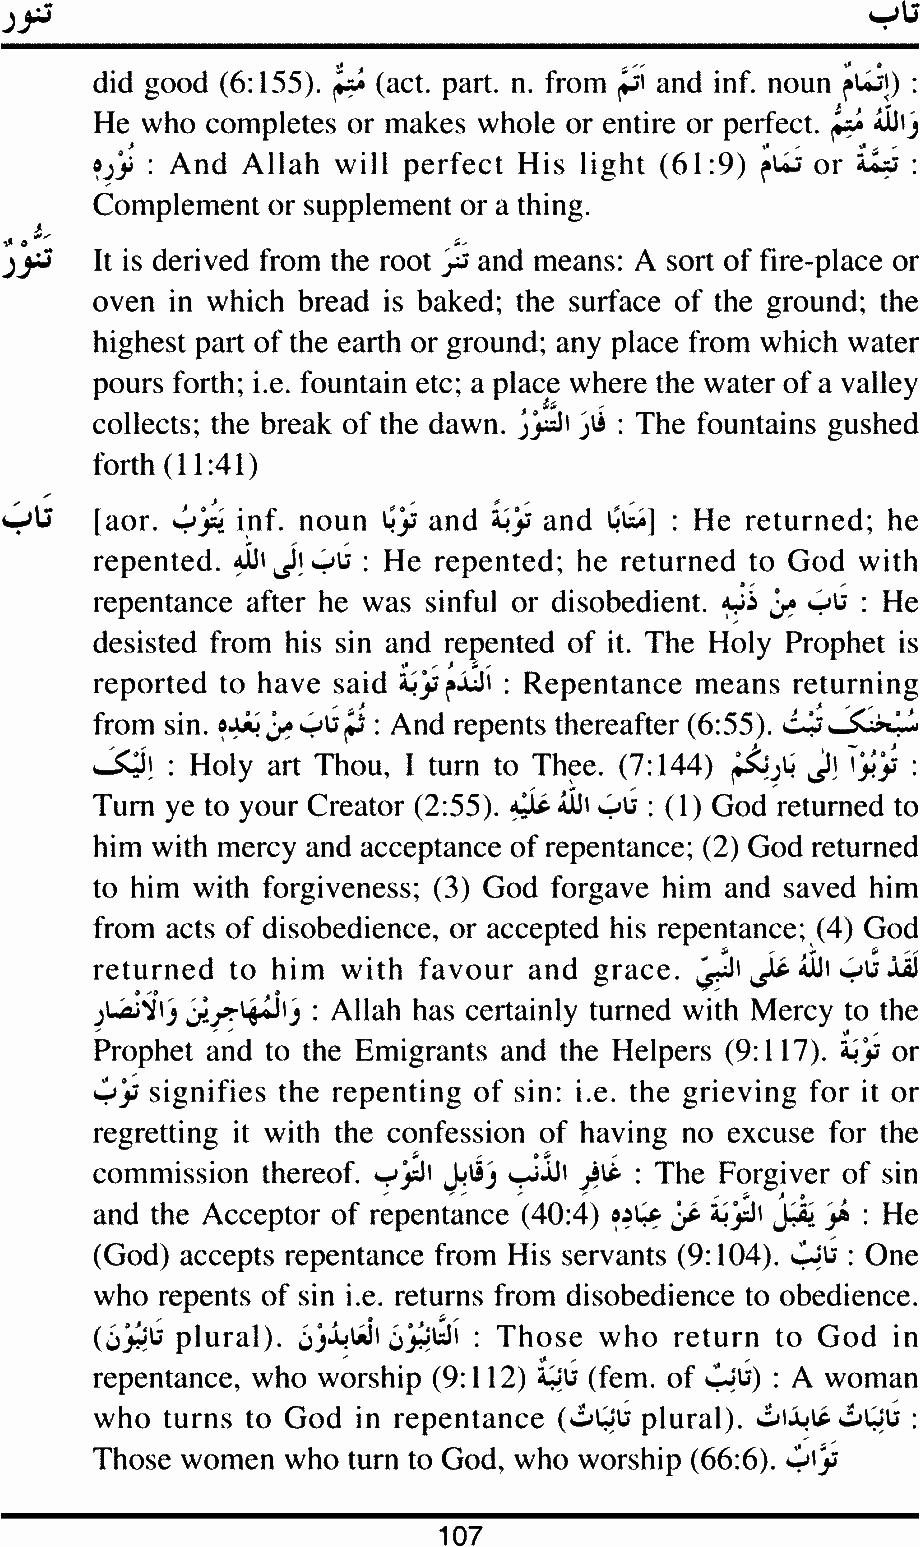 تنور تاب
did good (6:155). مُتِمٌّ (act. part. n. from اَتَمَّ and inf. noun اِتْمَامٌ) :
He who completes or makes whole or entire or perfect. وَاللّٰهُ مُتِمُّ
نُوْرِهٖ : And Allah will perfect His light (61:9) تَمَامٌ or تَتِمَّةٌ :
Complement or supplement or a thing.
تَنُّوْرٌ It is derived from the root تَنَّرَ and means: A sort of fire-place or
oven in which bread is baked; the surface of the ground; the
highest part of the earth or ground; any place from which water
pours forth; i.e. fountain etc; a place where the water of a valley
collects; the break of the dawn. فَارَ التَّنُّوْرُ : The fountains gushed
forth (11:41)
تَابَ [aor. يَتُوْبُ inf. noun تَوْبًا and تَوْبَةً and مَتَابًا] : He returned; he
repented. تَابَ اِلَى اللّٰهِ : He repented; he returned to God with
repentance after he was sinful or disobedient. تَابَ مِنْ ذَنْبِهٖ : He
desisted from his sin and repented of it. The Holy Prophet is
reported to have said اَلنَّدَمُ تَوْبَةٌ : Repentance means returning
from sin. ثُمَّ تَابَ مِنْ بَعْدِهٖ : And repents thereafter (6:55). سُبْحٰنَكَ تُبْتُ
اِلَيْكَ : Holy art Thou, I turn to Thee. (7:144) تُوْبُوْٓا اِلٰى بَارِئِكُمْ :
Turn ye to your Creator (2:55). تَابَ اللّٰهُ عَلَيْهِ : (1) God returned to
him with mercy and acceptance of repentance; (2) God returned
to him with forgiveness; (3) God forgave him and saved him
from acts of disobedience, or accepted his repentance; (4) God
returned to him with favour and grace. لَقَدْ تَّابَ اللّٰهُ عَلَى النَّبِيِّ
وَالْمُهَاجِرِيْنَ وَالْاَنْصَارِ : Allah has certainly turned with Mercy to the
Prophet and to the Emigrants and the Helpers (9:117). تَوْبَةٌ or
تَوْبٌ signifies the repenting of sin: i.e. the grieving for it or
regretting it with the confession of having no excuse for the
commission thereof. غَافِرِ الذَّنْبِ وَقَابِلِ التَّوْبِ : The Forgiver of sin
and the Acceptor of repentance (40:4) هُوَ يَقْبَلُ التَّوْبَةَ عَنْ عِبَادِهٖ : He
(God) accepts repentance from His servants (9:104). تَائِبٌ : One
who repents of sin i.e. returns from disobedience to obedience.
(تَائِبُوْنَ plural). اَلتَّائِبُوْنَ الْعَابِدُوْنَ : Those who return to God in
repentance, who worship (9:112) تَائِبَةٌ (fem. of تَائِبٌ) : A woman
who turns to God in repentance (تَائِبَاتٌ plural). تَائِبَاتٌ عَابِدَاتٌ :
Those women who turn to God, who worship (66:6). تَوَّابٌ
107